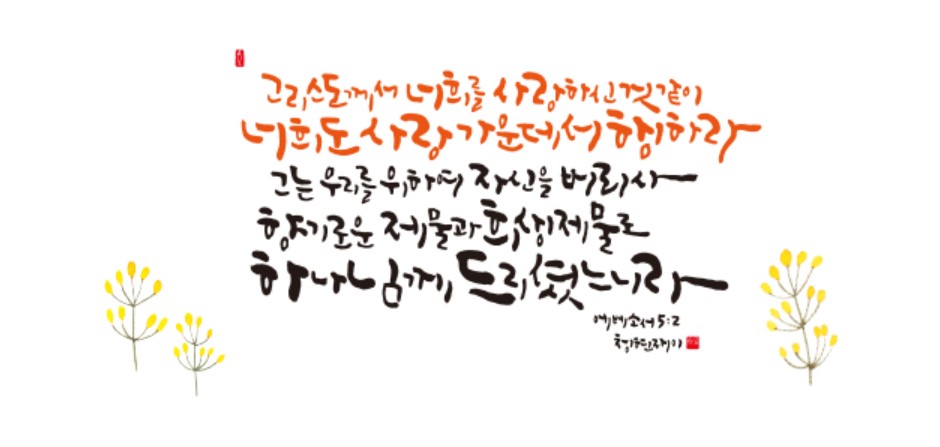 그리스도께서 너희를 사랑하신것같이
너희도 사랑가운데서 행하라
그는 우리를 위하여 자신을 버리사
향기로운 제물과 희생제물로
하나님께 드리셨느니라
에베소서 5:2